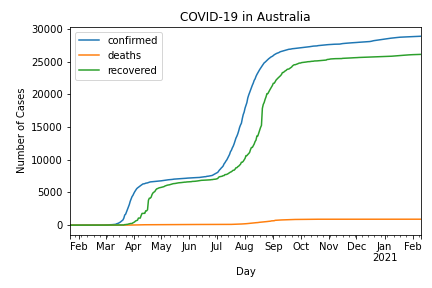 COVID-19 in Australia
confirmed
deaths
recovered
Number of Cases
30000
25000
20000
15000
10000
5000
0
Feb Mar Apr May Jun Jul Aug Sep Oct Nov Dec Jan Feb
2021
Day